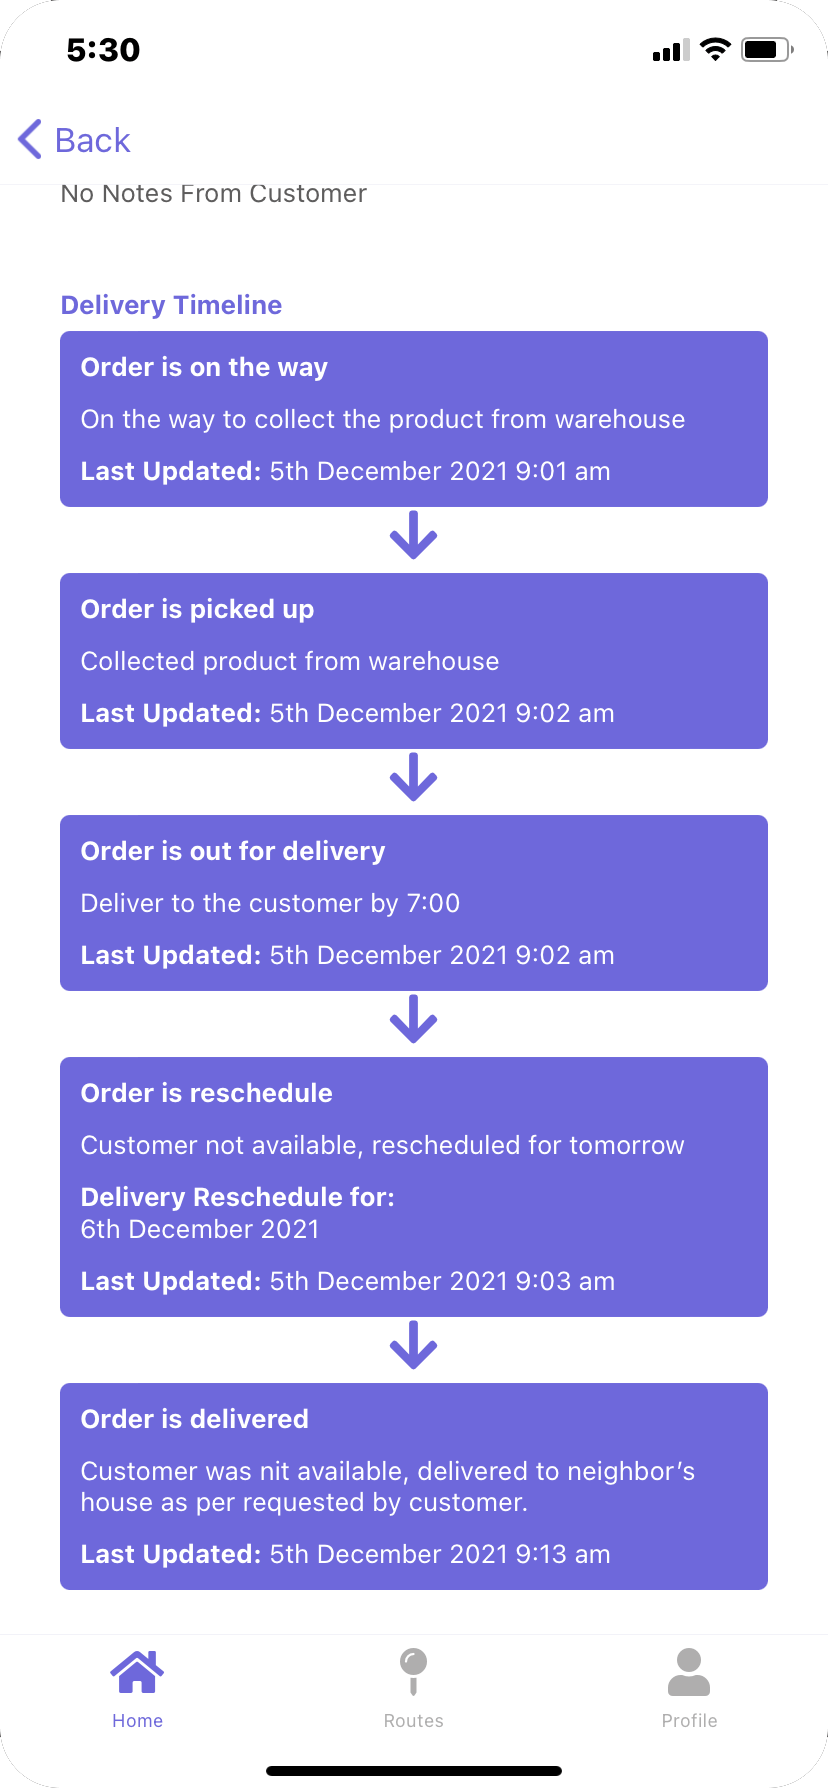 5:30
Back
No Notes From Customer
Delivery Timeline
Order is on the way
On the way to collect the product from warehouse
Last Updated: 5th December 2021 9:01 am
Order is picked up
Collected product from warehouse
Last Updated: 5th December 2021 9:02 am
Order is out for delivery
Deliver to the customer by 7:00
Last Updated: 5th December 2021 9:02 am
Order is reschedule
Customer not available, rescheduled for tomorrow
Delivery Reschedule for:
6th December 2021
Last Updated: 5th December 2021 9:03 am
Order is delivered
Customer was nit available, delivered to neighbor’s
house as per requested by customer.
Last Updated: 5th December 2021 9:13 am
Home
Routes
Profile